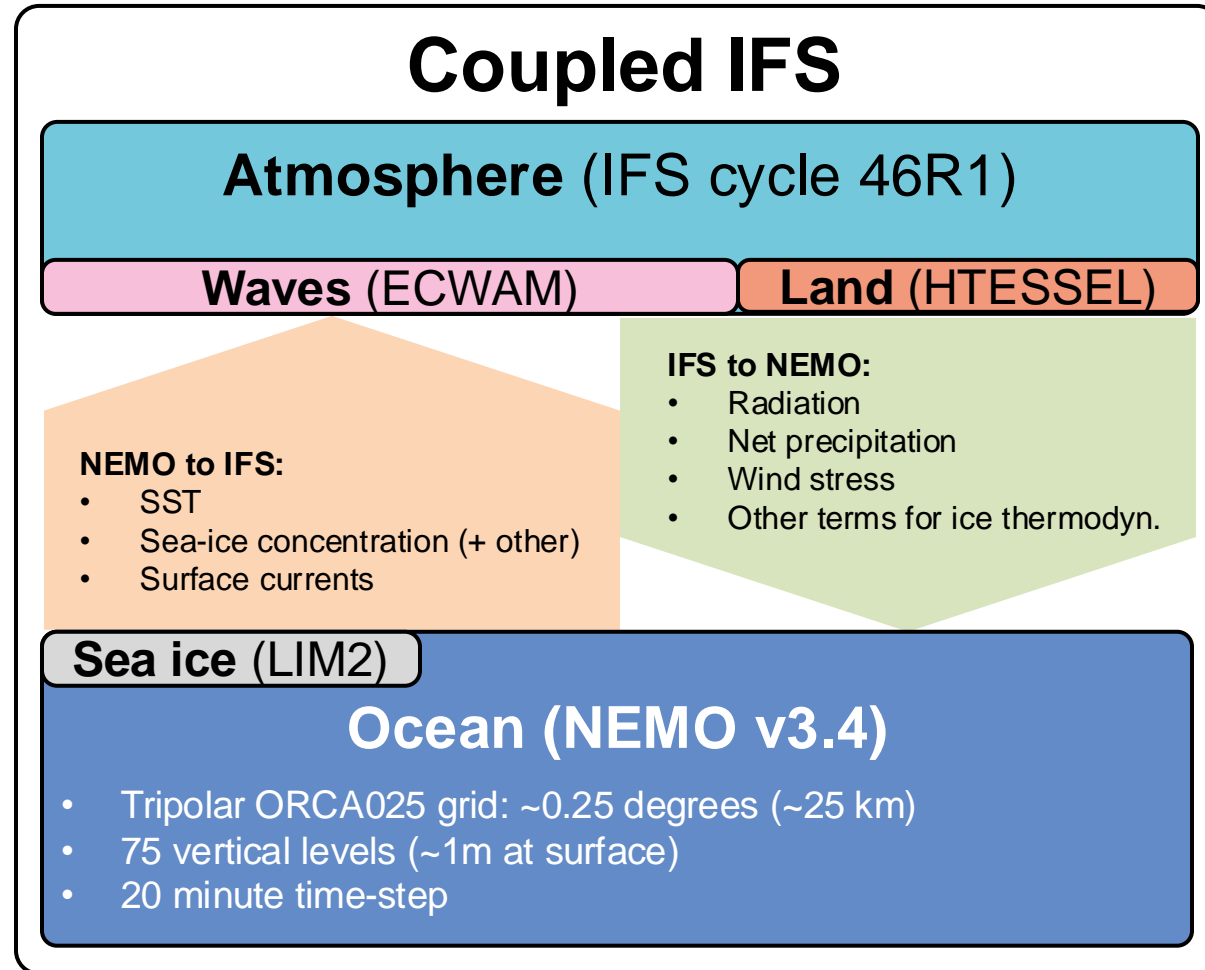 Coupled IFS
Atmosphere (IFS cycle 46R1)
Waves (ECWAM)
Land (HTESSEL)
NEMO to IFS:
• SST
• Sea-ice concentration (+ other)
• Surface currents
IFS to NEMO:
• Radiation
• Net precipitation
• Wind stress
• Other terms for ice thermodyn.
Sea ice (LIM2)
Ocean (NEMO v3.4)
• Tripolar ORCA025 grid: ~0.25 degrees (~25 km)
• 75 vertical levels (~1m at surface)
• 20 minute time-step